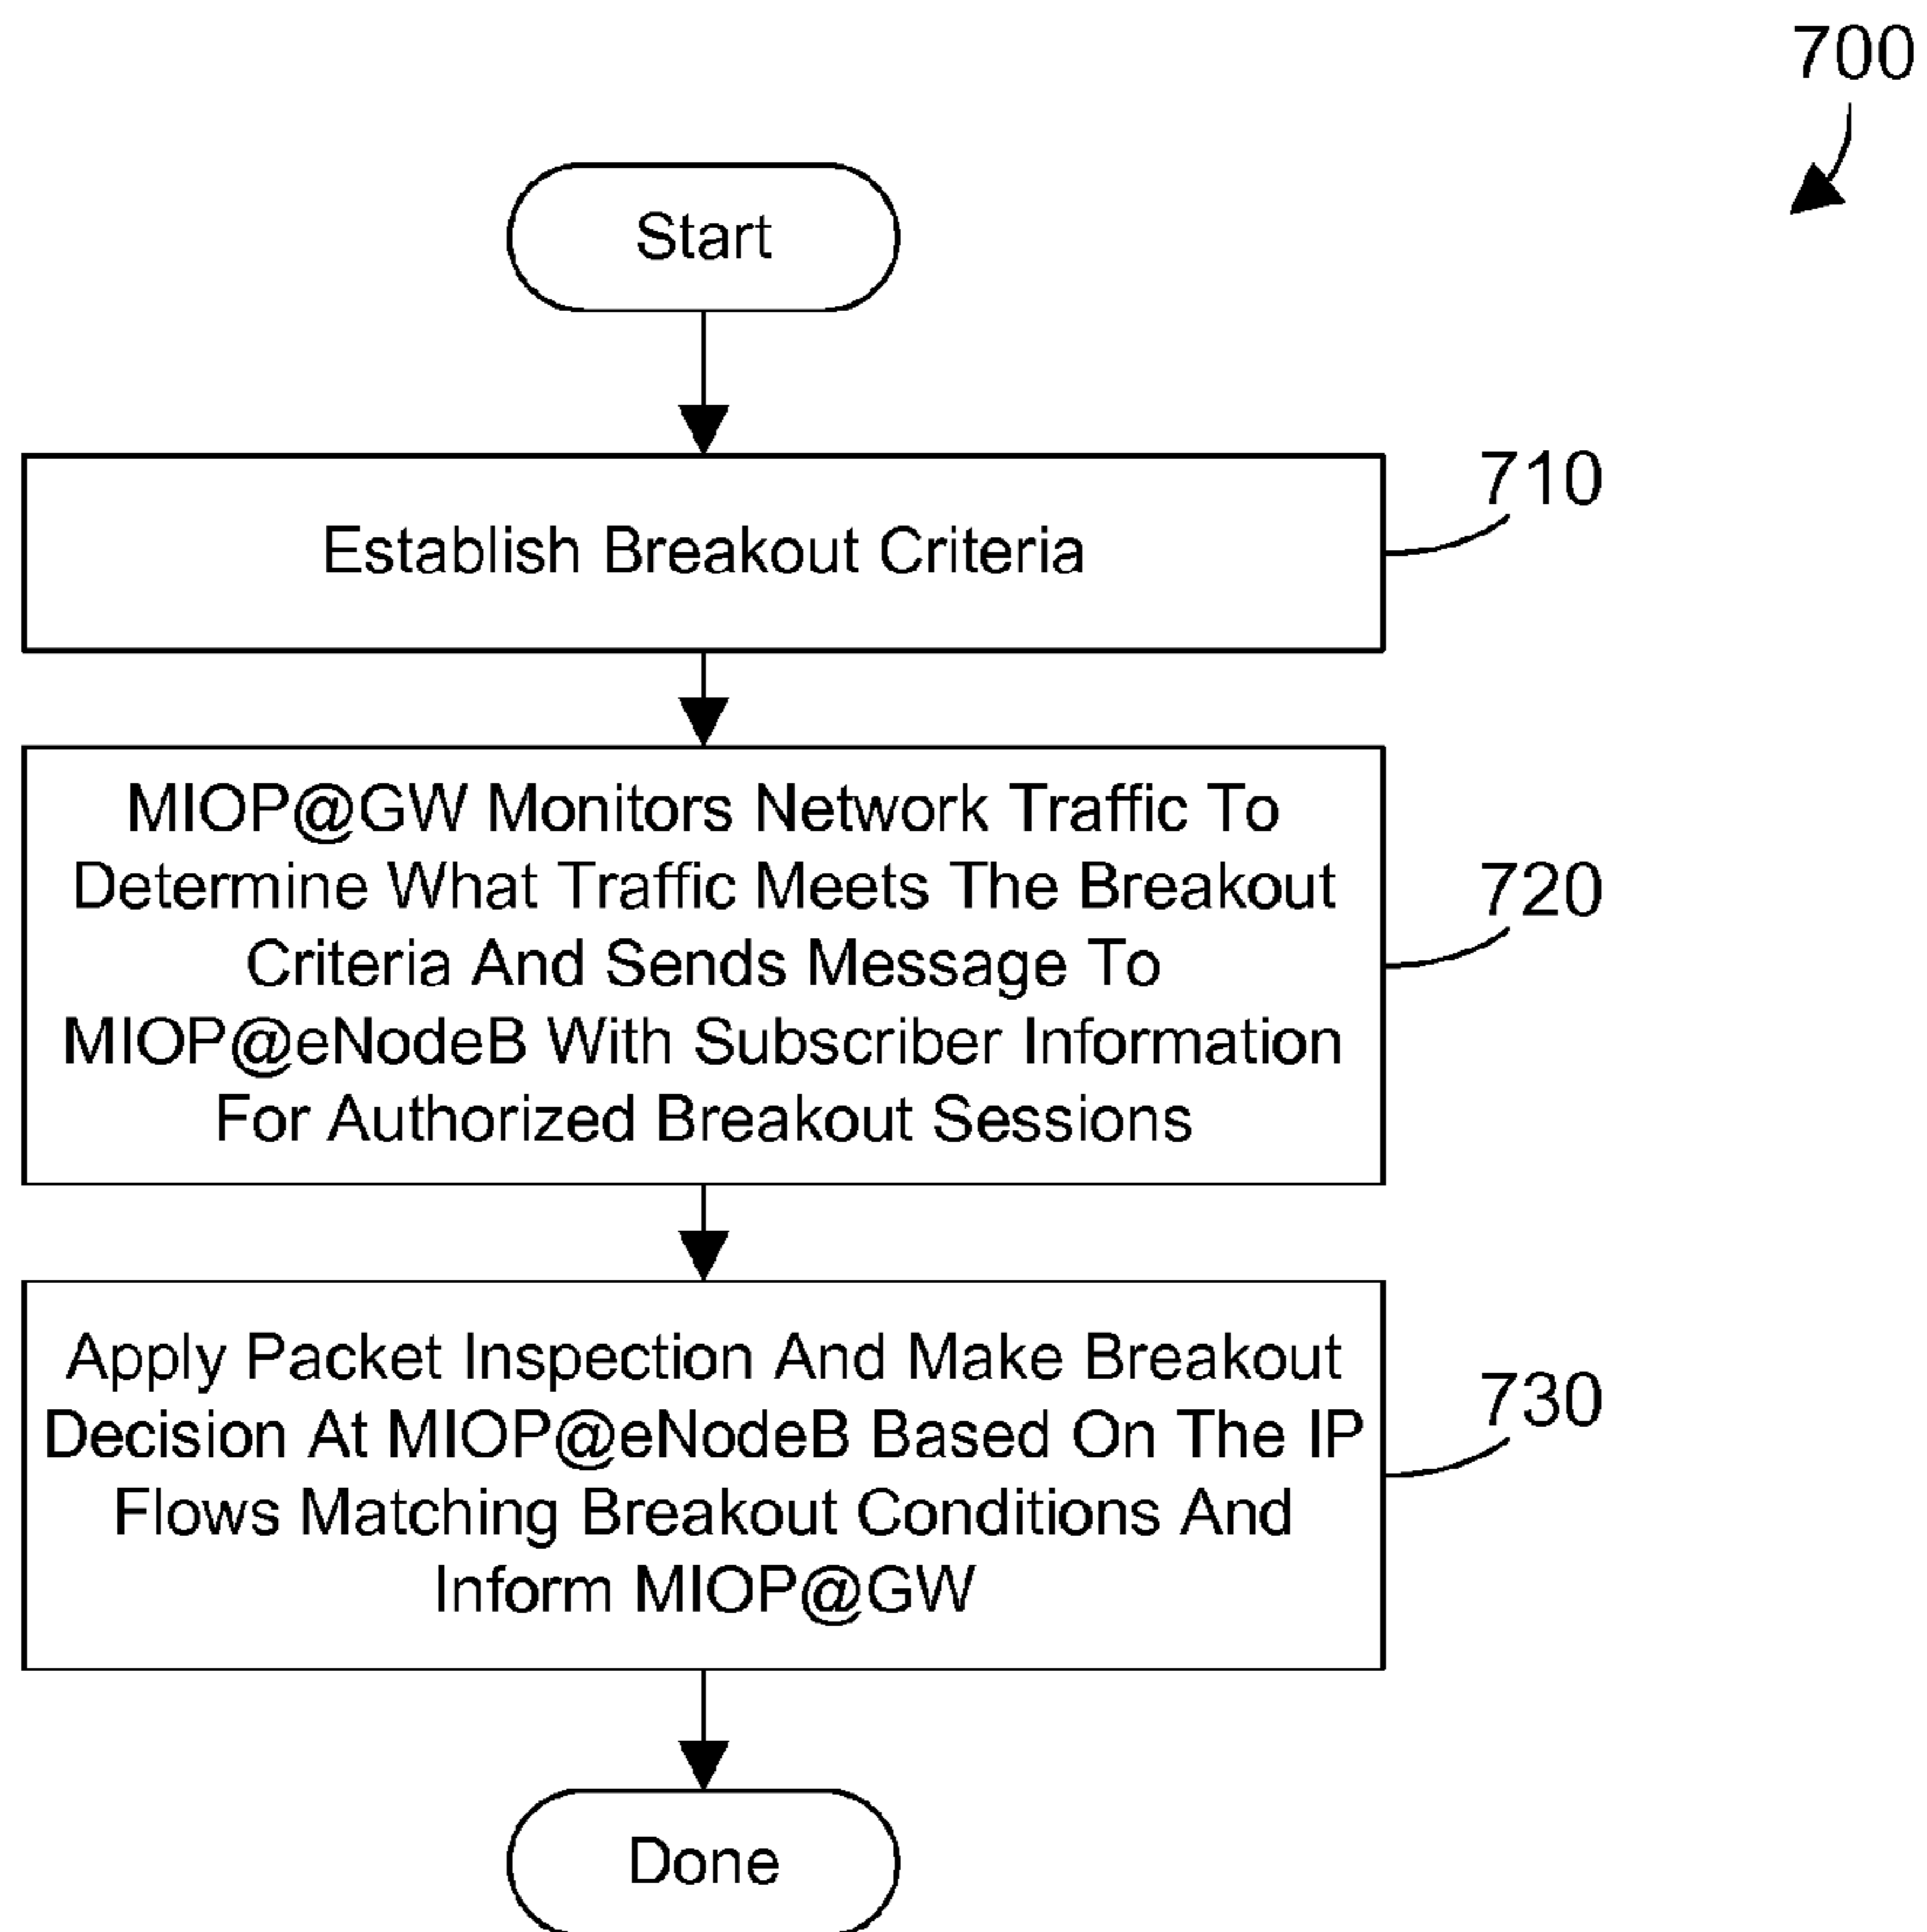 700
Start
Establish Breakout Criteria
710
MIOP@GW Monitors Network Traffic To
Determine What Traffic Meets The Breakout
Criteria And Sends Message To
MIOP@eNodeB With Subscriber Information
For Authorized Breakout Sessions
720
Apply Packet Inspection And Make Breakout
Decision At MIOP@eNodeB Based On The IP
Flows Matching Breakout Conditions And
Inform MIOP@GW
730
Done